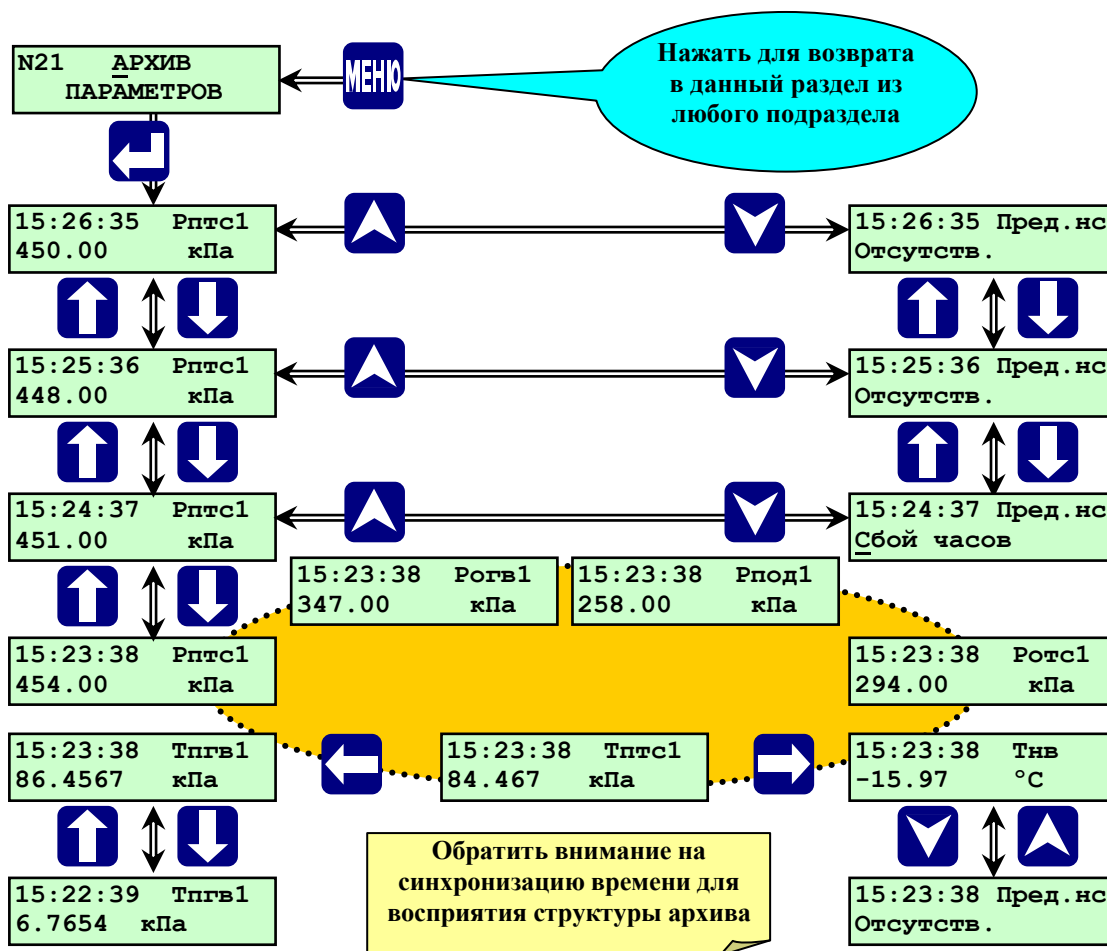 N21 АРХИВ
ПАРАМЕТРОВ
МЕНЮ
Нажать для возврата
в данный раздел из
любого подраздела
15:26:35 Рптс1
450.00 кПа
15:26:35 Пред.нс
Отсутств.
15:25:36 Рптс1
448.00 кПа
15:25:36 Пред.нс
Отсутств.
15:24:37 Рптс1
451.00 кПа
15:24:37 Пред.нс
Сбой часов
15:23:38 Рогв1
347.00 кПа
15:23:38 Рпод1
258.00 кПа
15:23:38 Рптс1
454.00 кПа
15:23:38 Ротс1
294.00 кПа
15:23:38 Тпгв1
86.4567 кПа
15:23:38 Тптс1
84.467 кПа
15:23:38 Тнв
-15.97 °С
Обратить внимание на
синхронизацию времени для
восприятия структуры архива
15:22:39 Тпгв1
6.7654 кПа
15:23:38 Пред.нс
Отсутств.